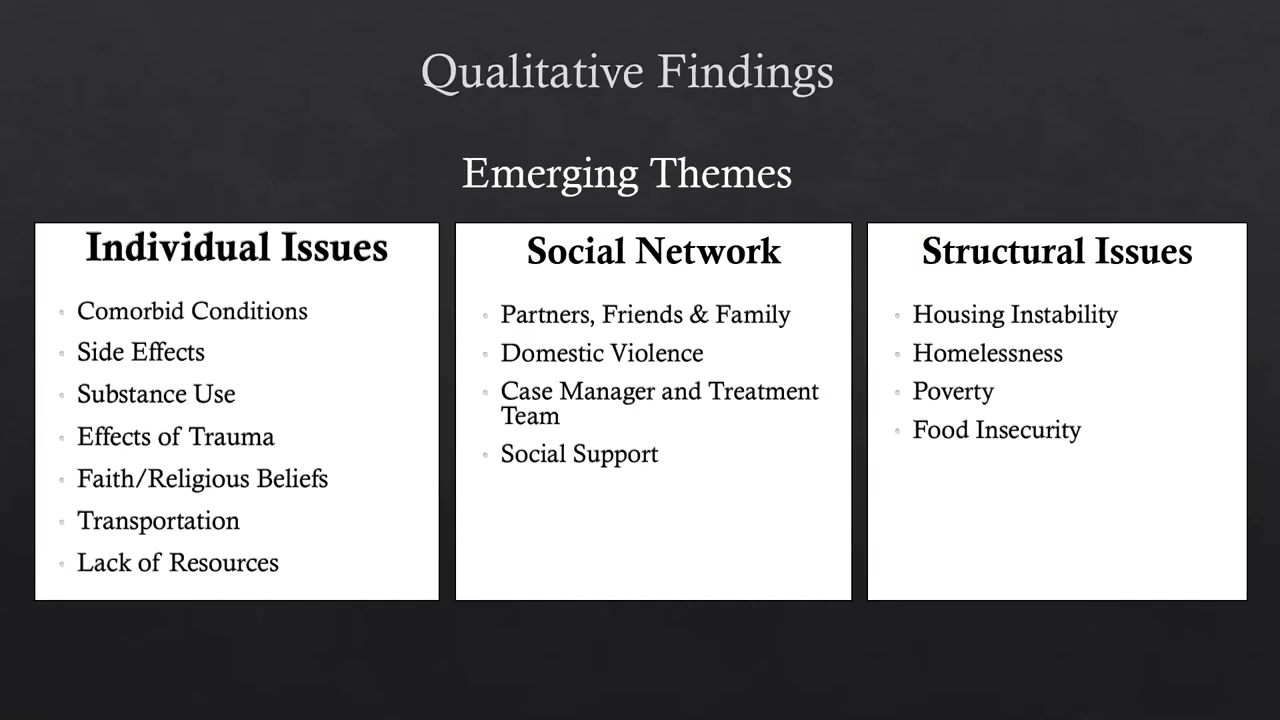 Qualitative Findings
Emerging Themes
Individual Issues
Comorbid Conditions
Side Effects
Substance Use
Effects of Trauma
Faith/Religious Beliefs
Transportation
Lack of Resources
Social Network
Partners, Friends & Family
Domestic Violence
Case Manager and Treatment
Team
Social Support
Structural Issues
Housing Instability
Homelessness
Poverty
Food Insecurity